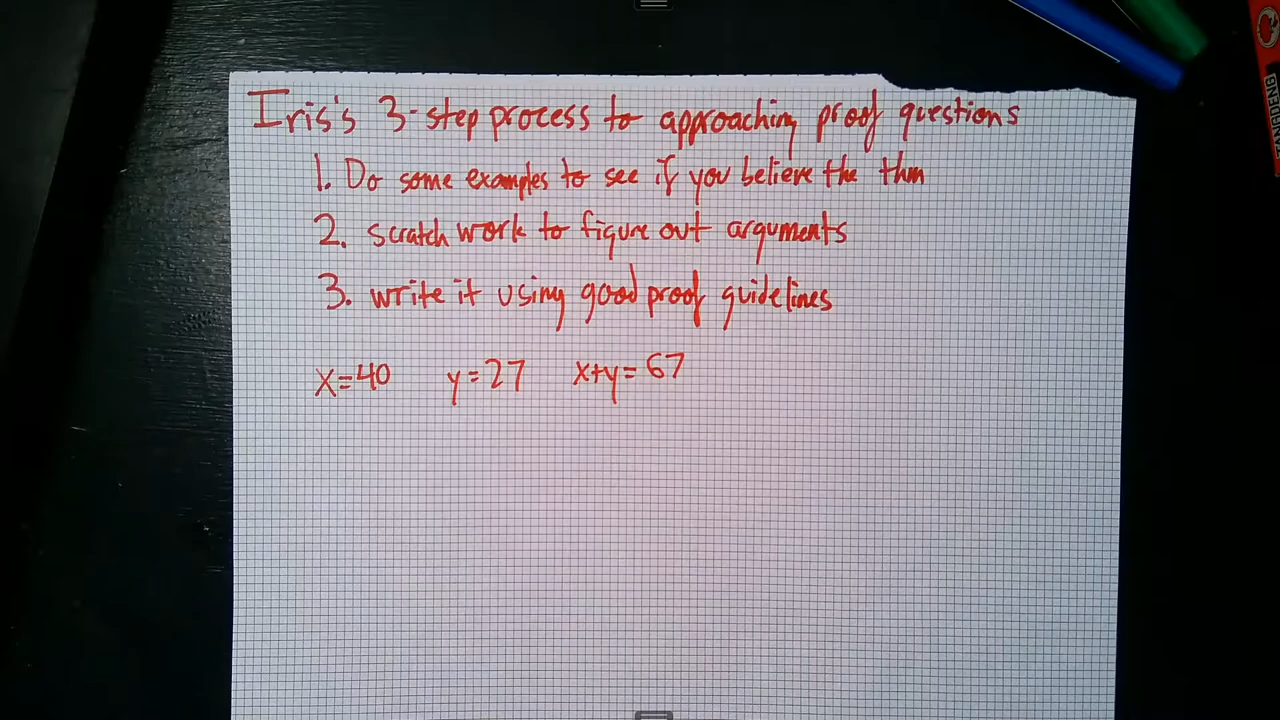 Iris's 3-step process to approaching proof questions
1. Do some examples to see if you believe the thm
2. scratch work to figure out arguments
3. write it using good proof guidelines
x=40 y=27 x+y=67